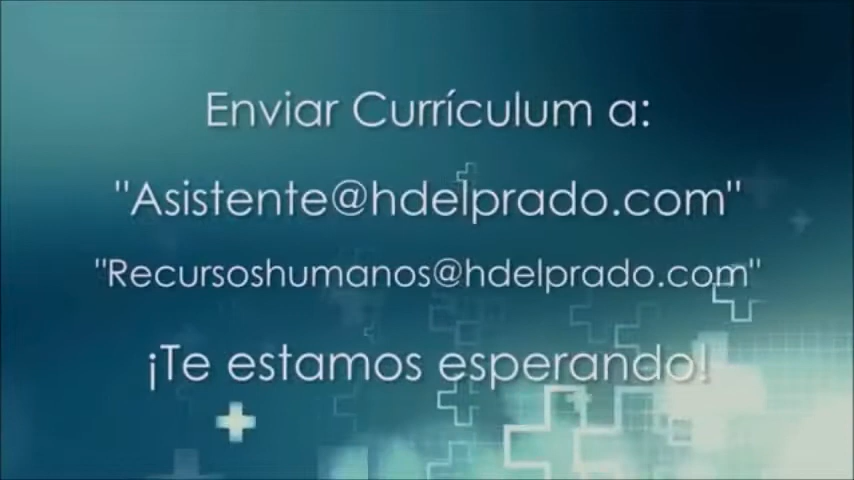 Enviar Currículum a:
"Asistente@hdelprado.com"
"Recursoshumanos@hdelprado.com"
¡Te estamos esperando!